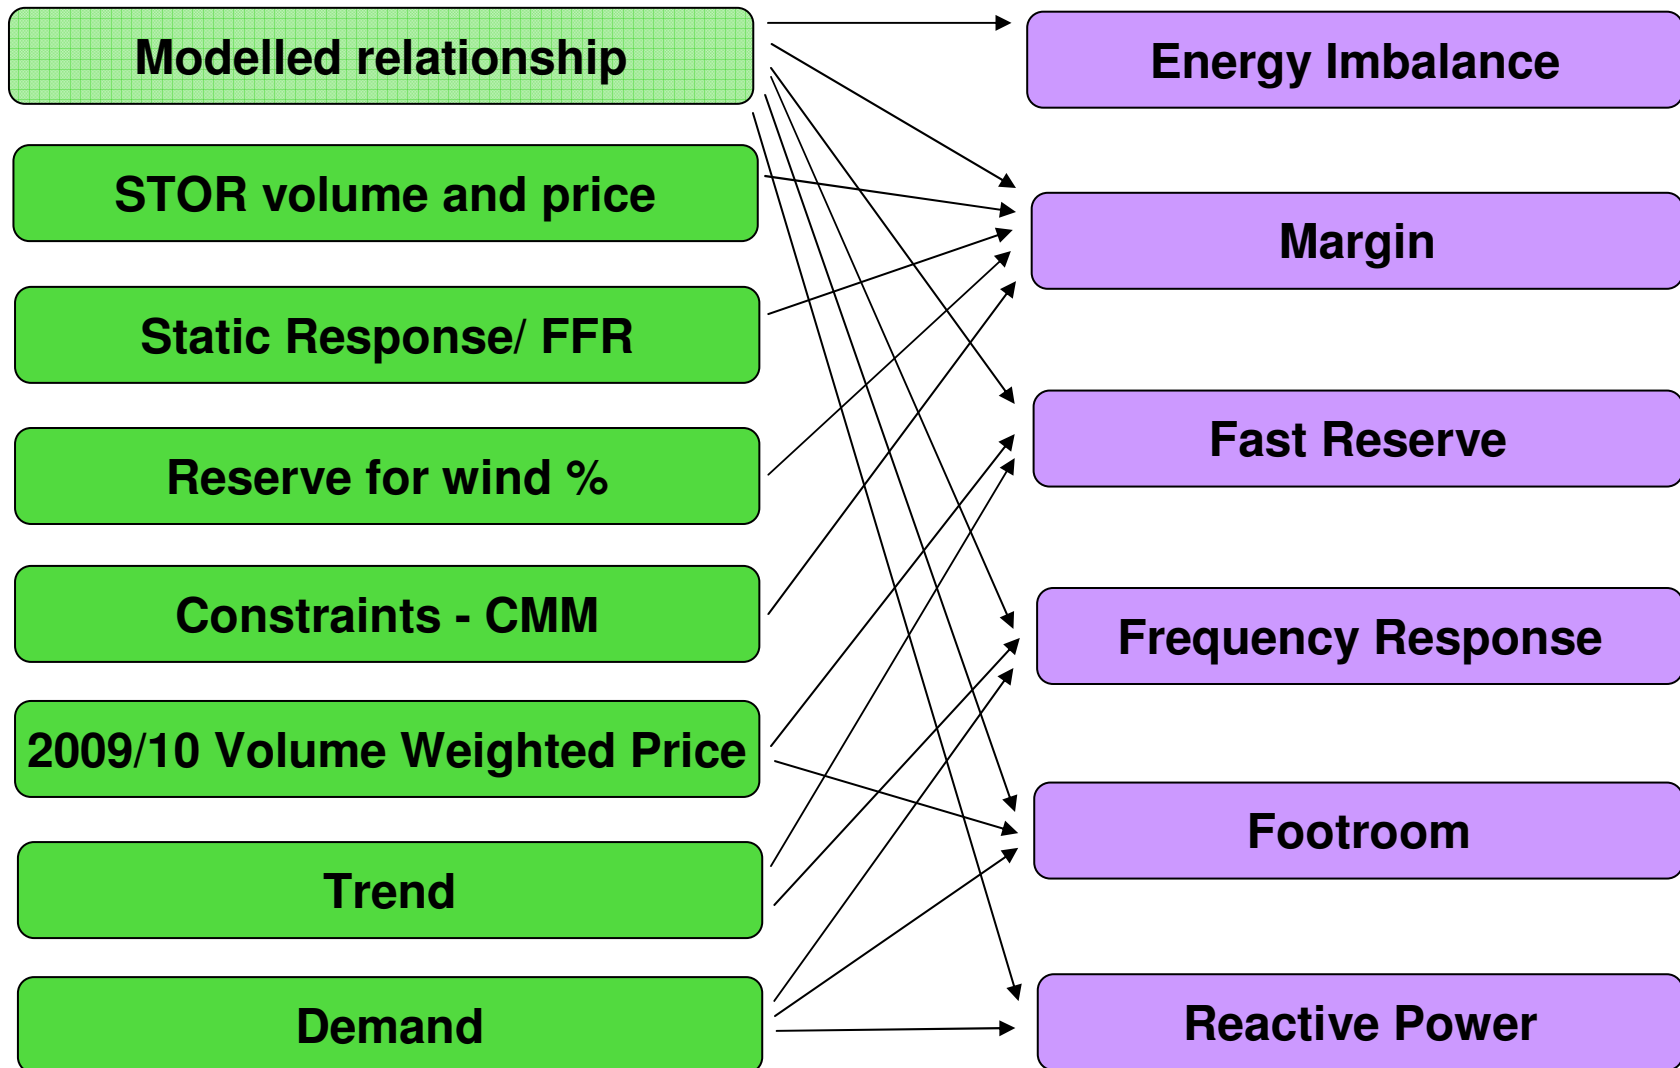 Modelled relationship
STOR volume and price
Static Response/ FFR
Reserve for wind %
Constraints - CMM
2009/10 Volume Weighted Price
Trend
Demand
Energy Imbalance
Margin
Fast Reserve
Frequency Response
Footroom
Reactive Power